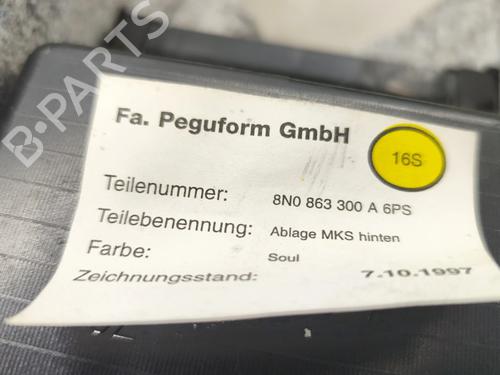 B-PARTS
Fa. Peguform GmbH
16S
Teilenummer: 8N0 863 300 A 6PS
Teilebenennung: Ablage MKS hinten
Farbe: Soul
Zeichnungsstand: 7.10.1997